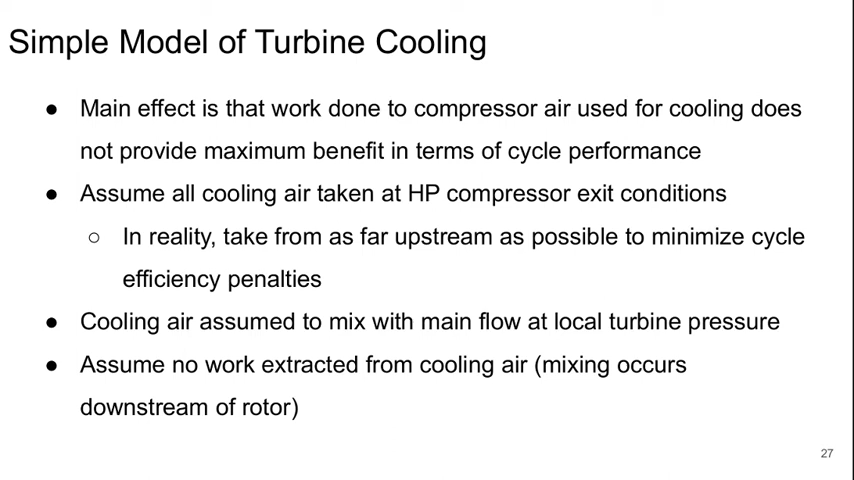 Simple Model of Turbine Cooling
● Main effect is that work done to compressor air used for cooling does
not provide maximum benefit in terms of cycle performance
● Assume all cooling air taken at HP compressor exit conditions
○ In reality, take from as far upstream as possible to minimize cycle
efficiency penalties
● Cooling air assumed to mix with main flow at local turbine pressure
● Assume no work extracted from cooling air (mixing occurs
downstream of rotor)
27